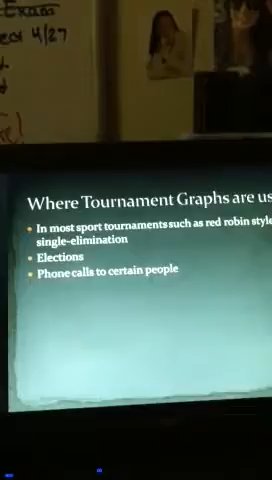 Exam
4/27
Where Tournament Graphs are us
In most sport tournaments such as red robin style
single-elimination
Elections
Phone calls to certain people